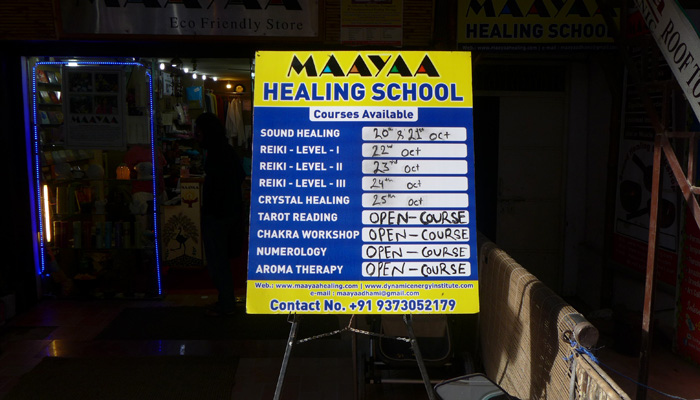 MAAYAA
Eco Friendly Store
MAAYAA
HEALING SCHOOL
ROOFTO
MAAYAA
HEALING SCHOOL
Courses Available
SOUND HEALING 20th & 21st Oct
REIKI - LEVEL - I 22nd Oct
REIKI - LEVEL - II 23rd Oct
REIKI - LEVEL - III 24th Oct
CRYSTAL HEALING 25th Oct
TAROT READING OPEN-COURSE
CHAKRA WORKSHOP OPEN-COURSE
NUMEROLOGY OPEN-COURSE
AROMA THERAPY OPEN-COURSE
Web.: www.maayaahealing.com | www.dynamicenergyinstitute.com
e-mail : maayaadhami@gmail.com
Contact No. +91 9373052179
MAAYAA